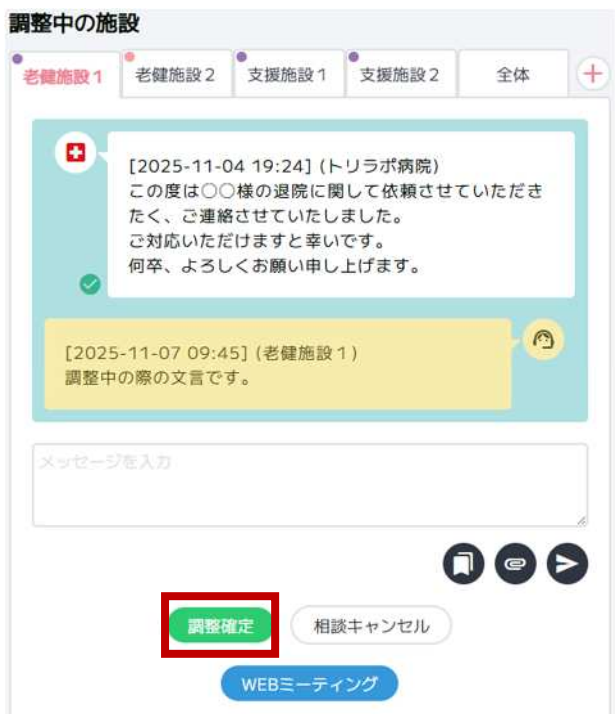 調整中の施設
老健施設1
老健施設2
支援施設1
支援施設2
全体
[2025-11-04 19:24] (トリラボ病院)
この度は○○様の退院に関して依頼させていただき
たく、ご連絡させていたしました。
ご対応いただけますと幸いです。
何卒、よろしくお願い申し上げます。
[2025-11-07 09:45] (老健施設1)
調整中の際の文言です。
メッセージを入力
調整確定
相談キャンセル
WEBミーティング